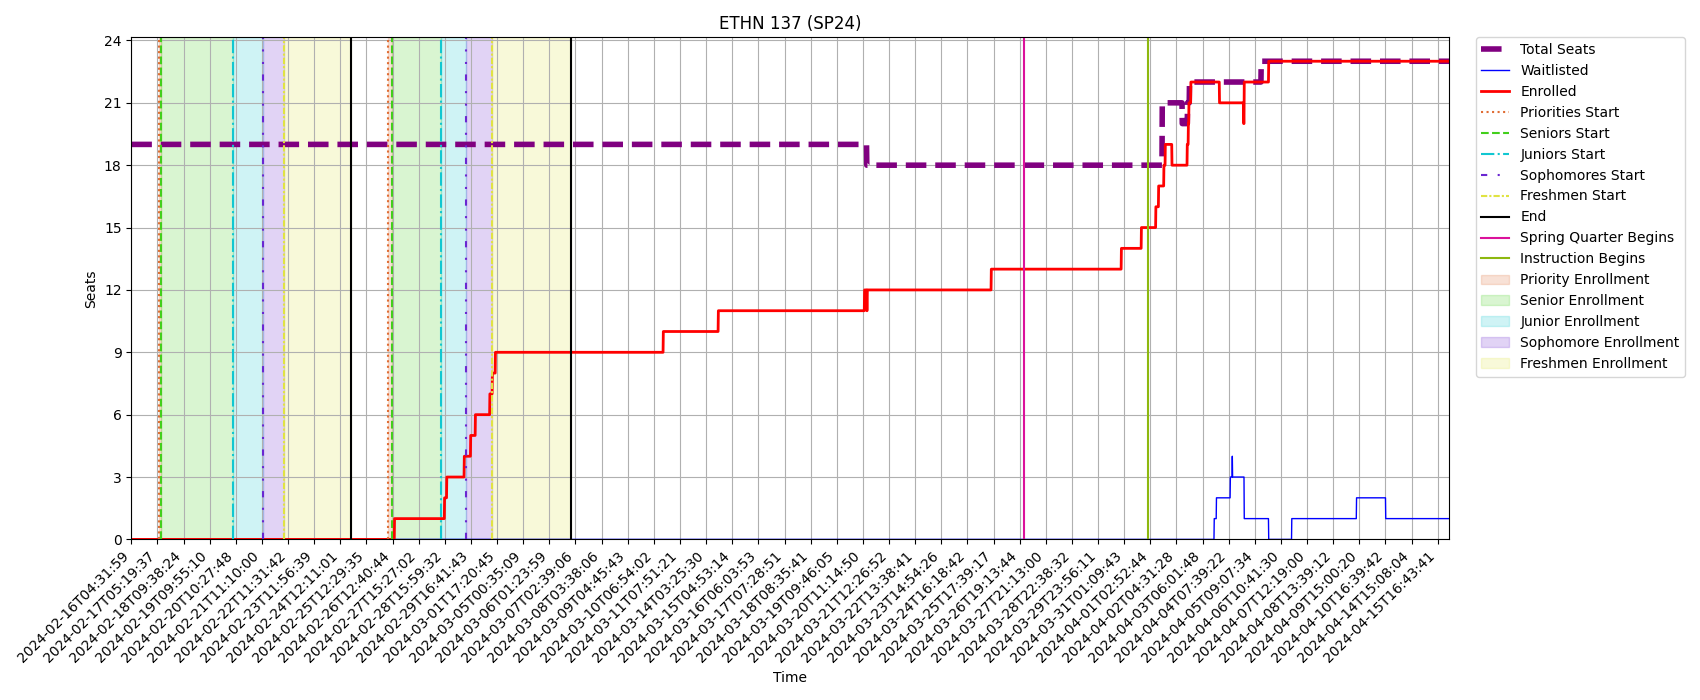 ETHN 137 (SP24)
Seats
24
21
18
15
12
9
6
3
0
2024-02-16T04:31:59
2024-02-17T05:19:37
2024-02-18T09:38:24
2024-02-19T09:55:10
2024-02-20T10:27:48
2024-02-21T11:10:00
2024-02-22T11:31:42
2024-02-23T11:56:39
2024-02-24T12:11:01
2024-02-25T12:29:35
2024-02-26T12:40:44
2024-02-27T15:27:02
2024-02-28T15:59:32
2024-02-29T16:41:43
2024-03-01T17:20:45
2024-03-05T00:35:09
2024-03-06T01:23:59
2024-03-07T02:39:06
2024-03-08T03:38:06
2024-03-09T04:45:43
2024-03-10T06:54:02
2024-03-11T07:51:21
2024-03-14T03:25:30
2024-03-15T04:53:14
2024-03-16T06:03:53
2024-03-17T07:28:51
2024-03-18T08:35:41
2024-03-19T09:46:05
2024-03-20T11:14:50
2024-03-21T12:26:52
2024-03-22T13:38:41
2024-03-23T14:54:26
2024-03-24T16:18:42
2024-03-25T17:39:17
2024-03-26T19:13:44
2024-03-27T21:13:00
2024-03-28T22:38:32
2024-03-29T23:56:11
2024-03-31T01:09:43
2024-04-01T02:52:44
2024-04-02T04:31:28
2024-04-03T06:01:48
2024-04-04T07:39:22
2024-04-05T09:07:34
2024-04-06T10:41:30
2024-04-07T12:19:00
2024-04-08T13:39:12
2024-04-09T15:00:20
2024-04-10T16:39:42
2024-04-14T15:08:04
2024-04-15T16:43:41
Time
Total Seats
Waitlisted
Enrolled
Priorities Start
Seniors Start
Juniors Start
Sophomores Start
Freshmen Start
End
Spring Quarter Begins
Instruction Begins
Priority Enrollment
Senior Enrollment
Junior Enrollment
Sophomore Enrollment
Freshmen Enrollment